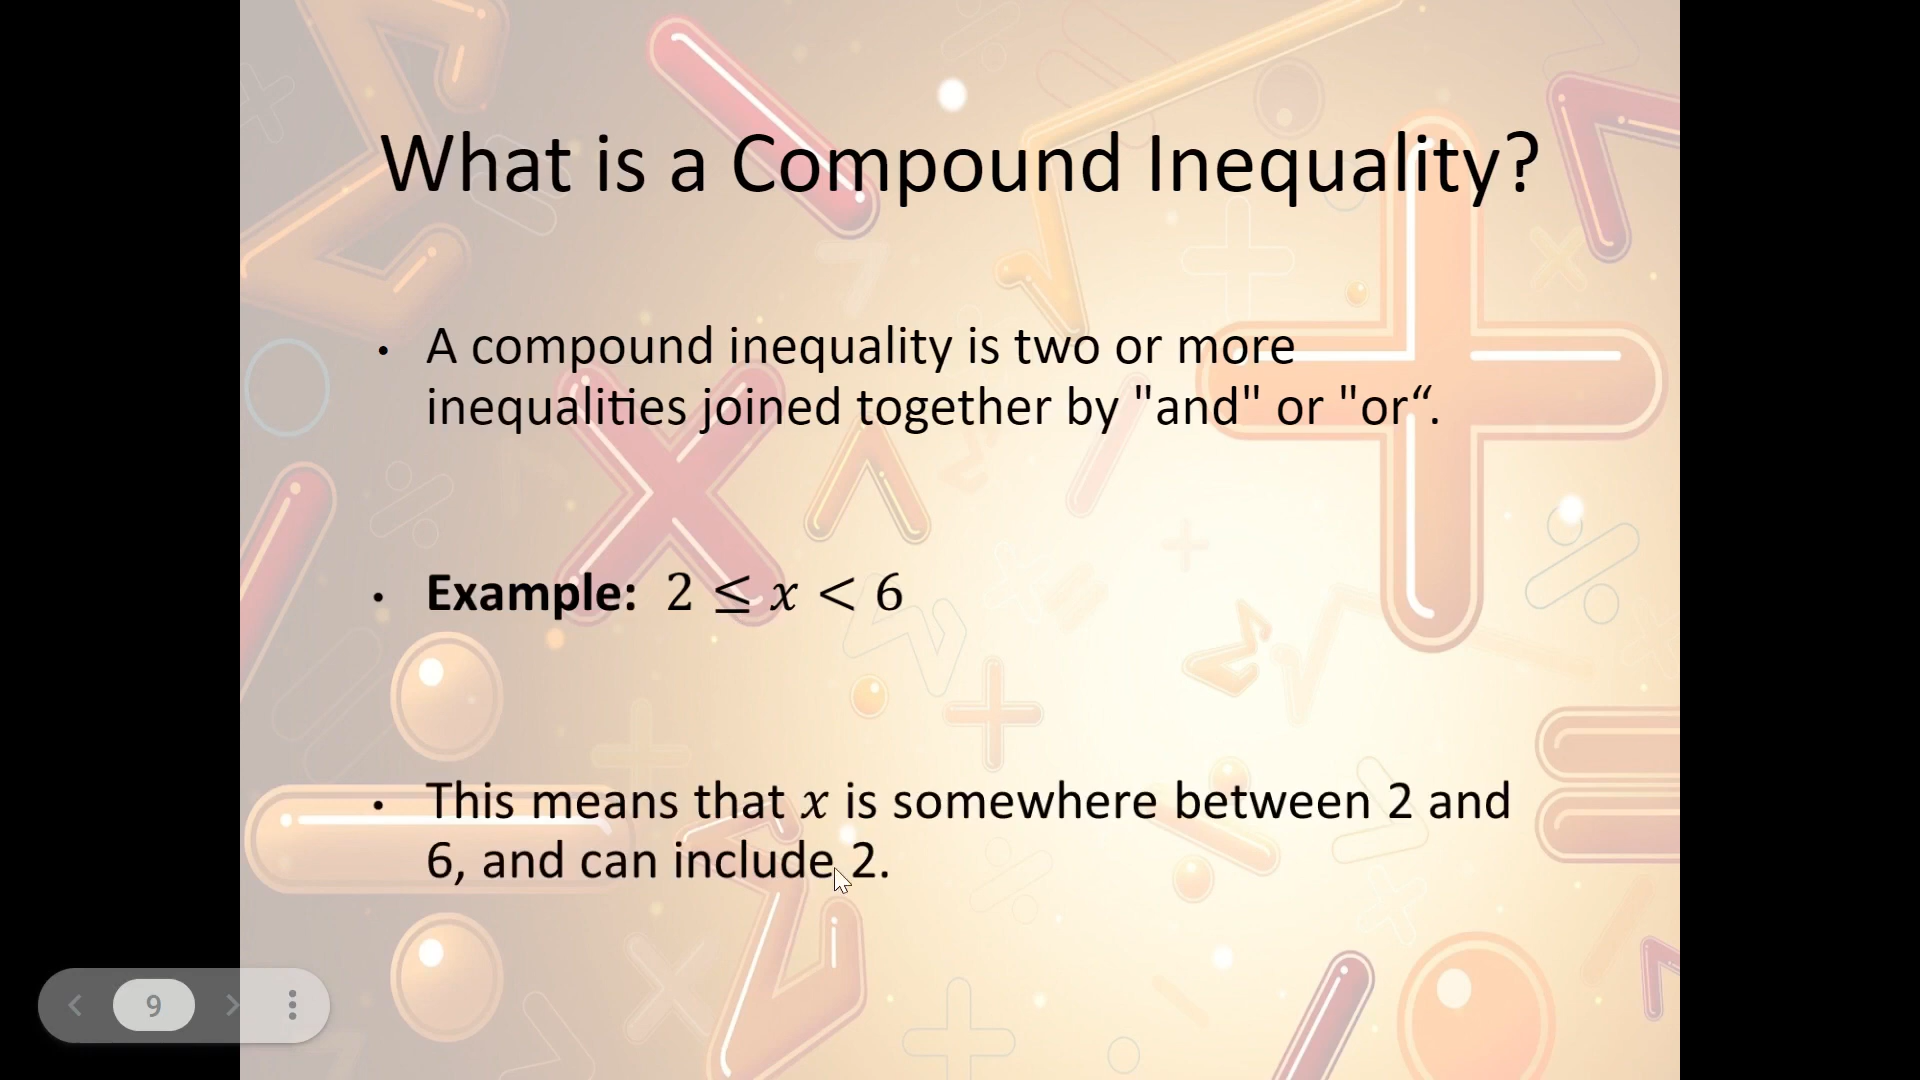 What is a Compound Inequality?
• A compound inequality is two or more
inequalities joined together by "and" or "or“.
• Example: 2 ≤ x < 6
• This means that x is somewhere between 2 and
6, and can include 2.
9